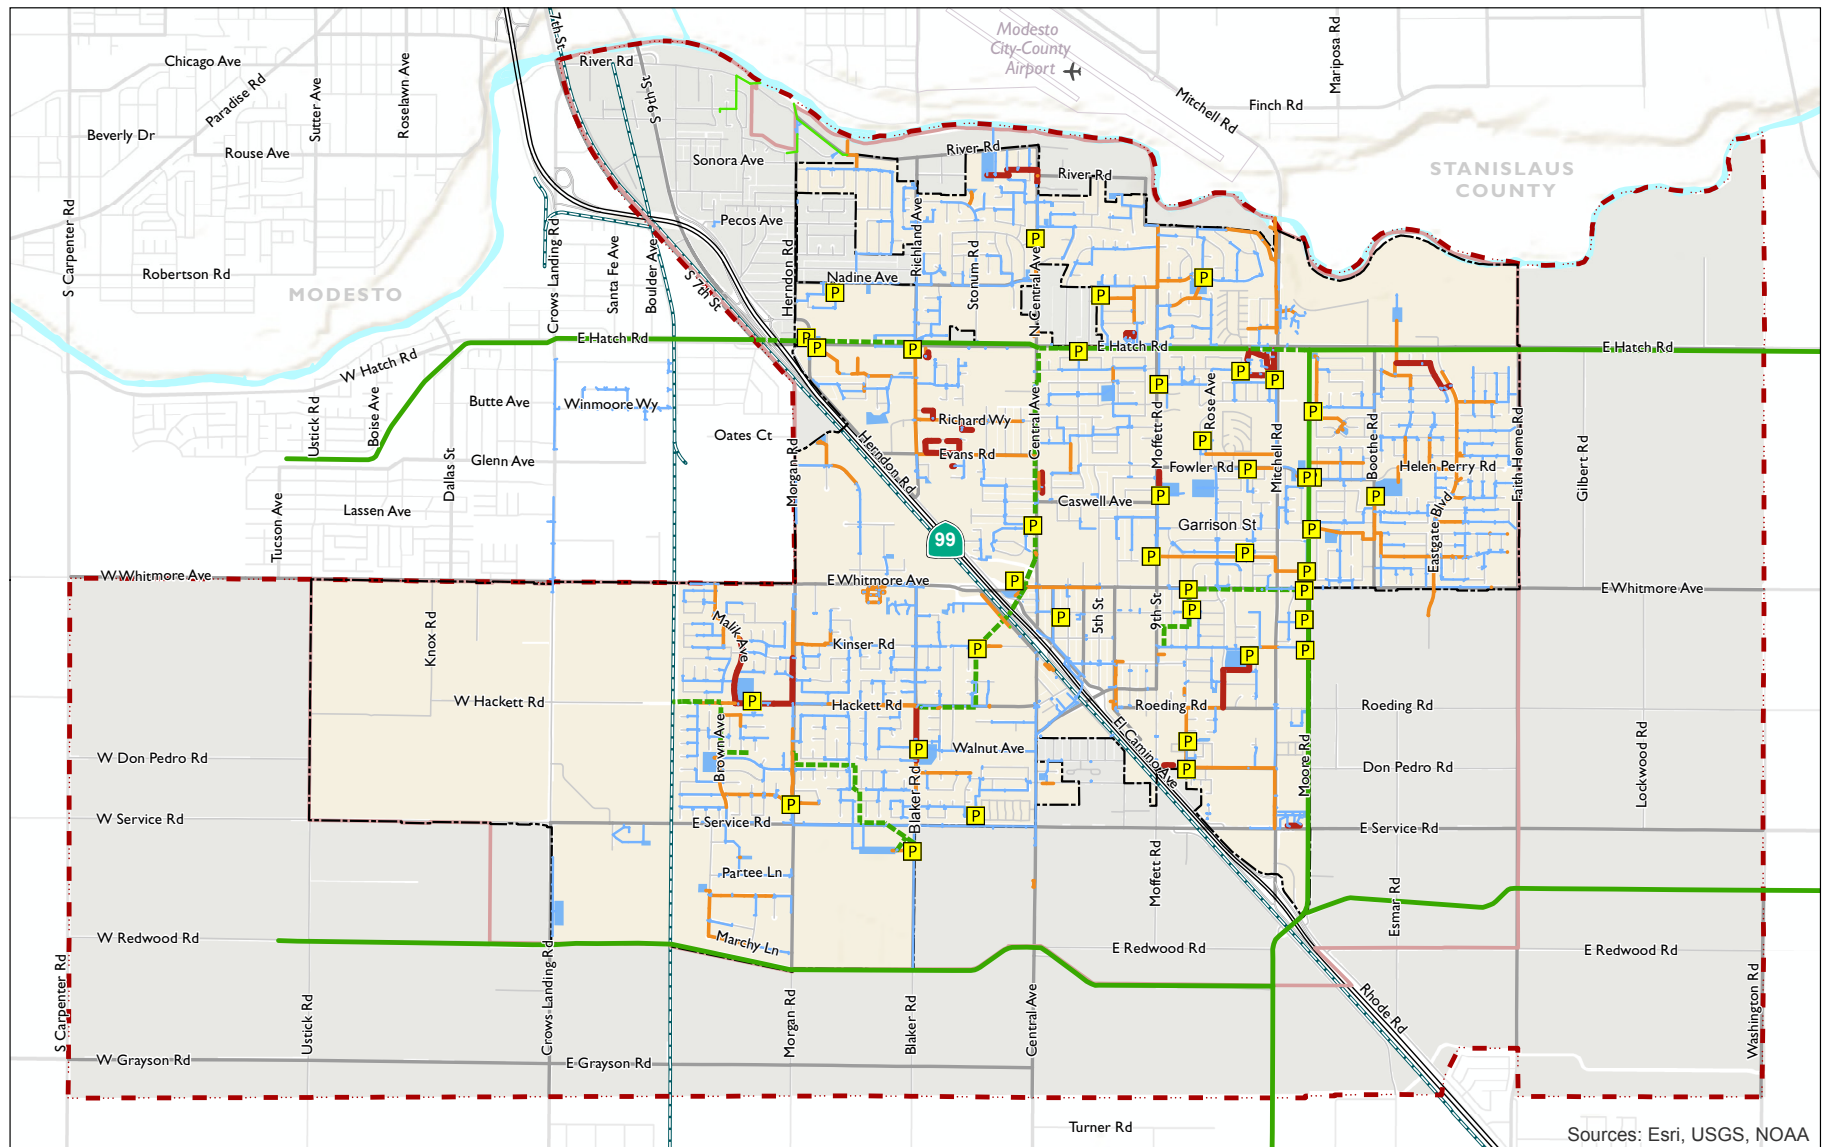 Modesto
City-County
Airport
7th St
River Rd
S 9th St
Chicago Ave
Paradise Rd
Sutter Ave
Roselawn Ave
Mariposa Rd
Mitchell Rd
Finch Rd
Beverly Dr
Rouse Ave
Sonora Ave
River Rd
River Rd
STANISLAUS
COUNTY
S Carpenter Rd
Pecos Ave
Richland Ave
Crows Landing Rd
Santa Fe Ave
Boulder Ave
Herndon Rd
Stonum Rd
N Central Ave
P
Robertson Rd
MODESTO
S 7th St
Nadine Ave
P
P
P
E Hatch Rd
P
P
P
P
E Hatch Rd
E Hatch Rd
W Hatch Rd
P
P
P
Butte Ave
Winmoore Wy
Ustick Rd
Boise Ave
Richard Wy
Central Ave
Moffett Rd
Rose Ave
P
Oates Ct
Herndon Rd
Evans Rd
P
Mitchell Rd
Boothe Rd
Faith Home Rd
Gilbert Rd
Glenn Ave
Dallas St
Morgan Rd
Fowler Rd
P
P
Helen Perry Rd
Tucson Ave
Lassen Ave
Caswell Ave
P
P
Eastgate Blvd
99
P
Garrison St
P
P
P
P
W Whitmore Ave
E Whitmore Ave
P
P
P
E Whitmore Ave
Knox Rd
Malik Ave
P
5th St
9th St
P
P
Kinser Rd
P
P
P
W Hackett Rd
P
Hackett Rd
Roeding Rd
Roeding Rd
Brown Ave
P
Walnut Ave
El Camino Ave
P
Moore Rd
Lockwood Rd
W Don Pedro Rd
P
Don Pedro Rd
P
Blaker Rd
P
W Service Rd
E Service Rd
E Service Rd
P
Partee Ln
Moffett Rd
Esmar Rd
W Redwood Rd
Marchy Ln
E Redwood Rd
E Redwood Rd
S Carpenter Rd
Ustick Rd
Crows Landing Rd
Morgan Rd
Blaker Rd
Central Ave
Rhode Rd
Washington Rd
W Grayson Rd
E Grayson Rd
Turner Rd
Sources: Esri, USGS, NOAA